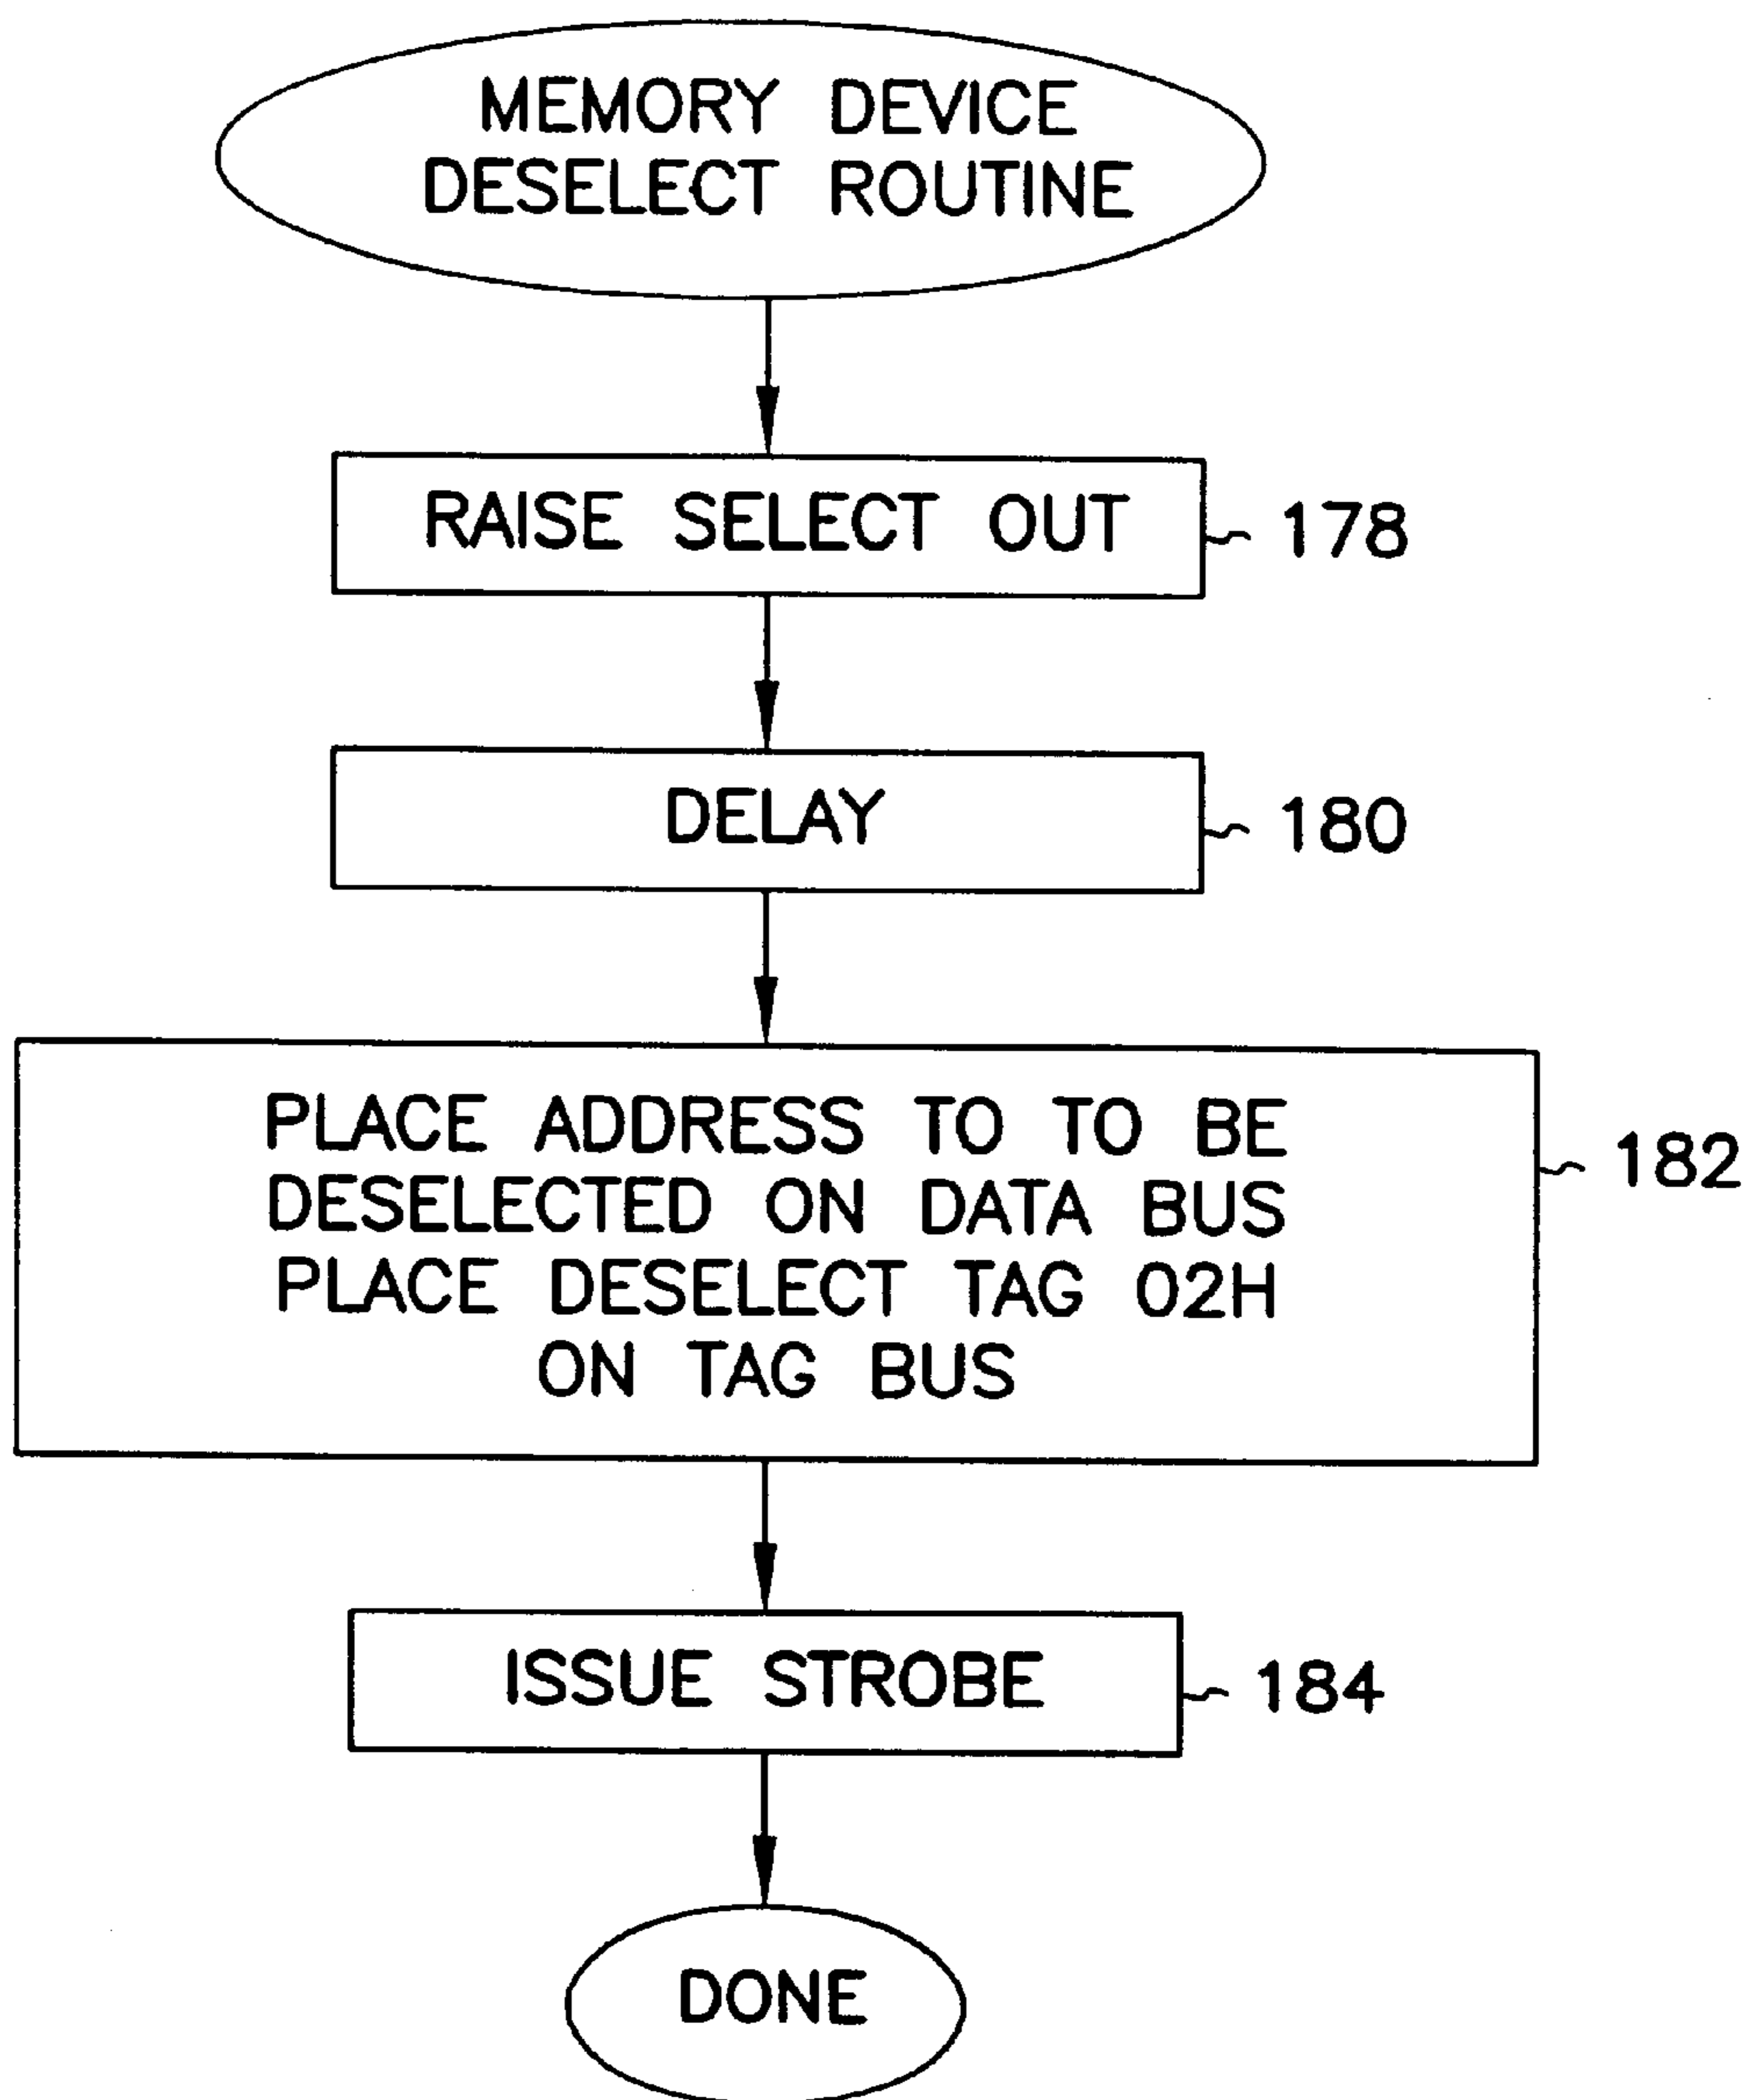 MEMORY DEVICE
DESELECT ROUTINE
RAISE SELECT OUT
178
DELAY
180
PLACE ADDRESS TO TO BE
DESELECTED ON DATA BUS
PLACE DESELECT TAG 02H
ON TAG BUS
182
ISSUE STROBE
184
DONE